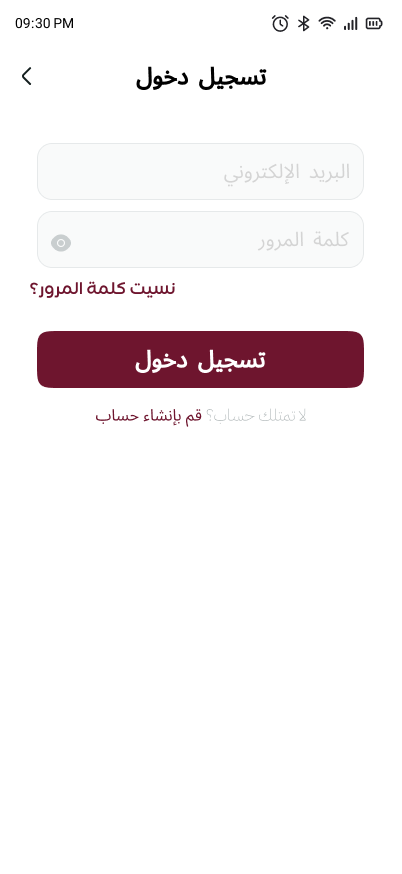 09:30 PM
تسجيل دخول
البريد الإلكتروني
كلمة المرور
نسيت كلمة المرور؟
تسجيل دخول
لا تمتلك حساب؟ قم بإنشاء حساب